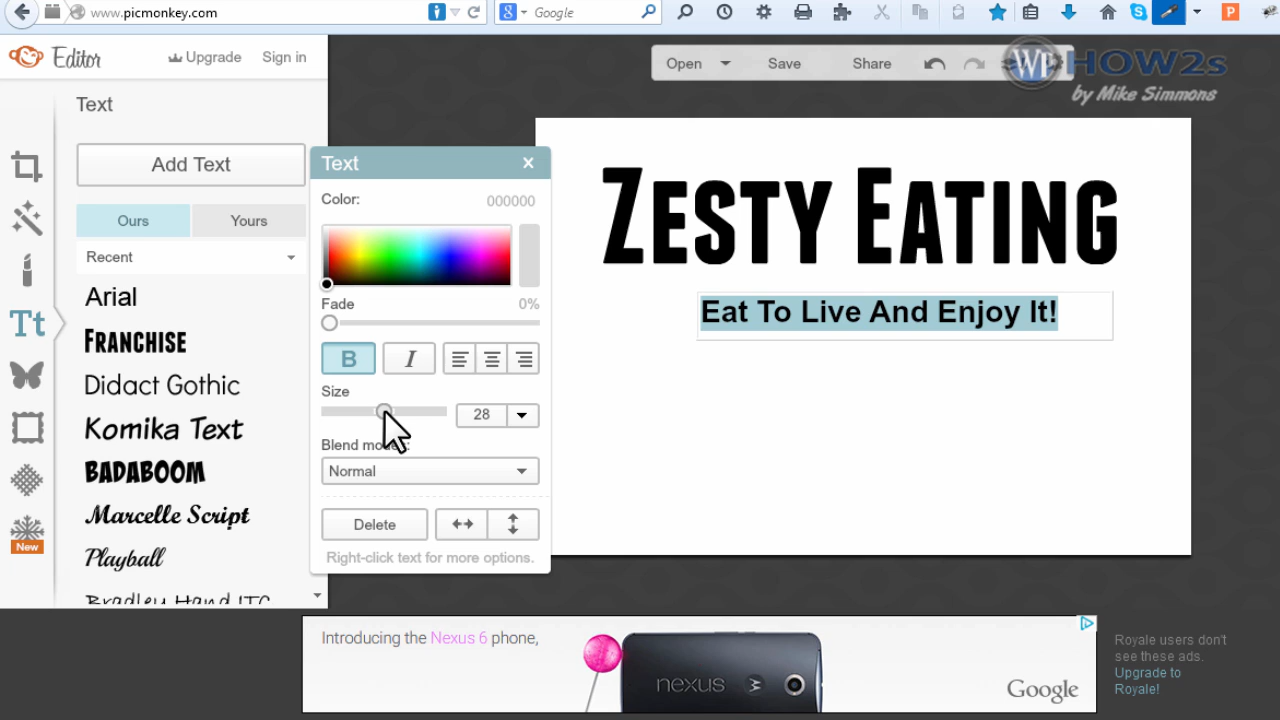 www.picmonkey.com
Google
Editor
Upgrade
Sign in
Open
Save
Share
WP HOW2s
by Mike Simmons
Text
Add Text
Ours
Yours
Recent
Arial
Franchise
Didact Gothic
Komika Text
BADABOOM
Marcelle Script
Playball
Bradley Hand ITC
New
Text
Color:
000000
Fade
0%
B
I
Size
28
Normal
Delete
Right-click text for more options.
Zesty Eating
Eat To Live And Enjoy It!
Introducing the Nexus 6 phone,
nexus
Google
Royale users don't
see these ads.
Upgrade to
Royale!